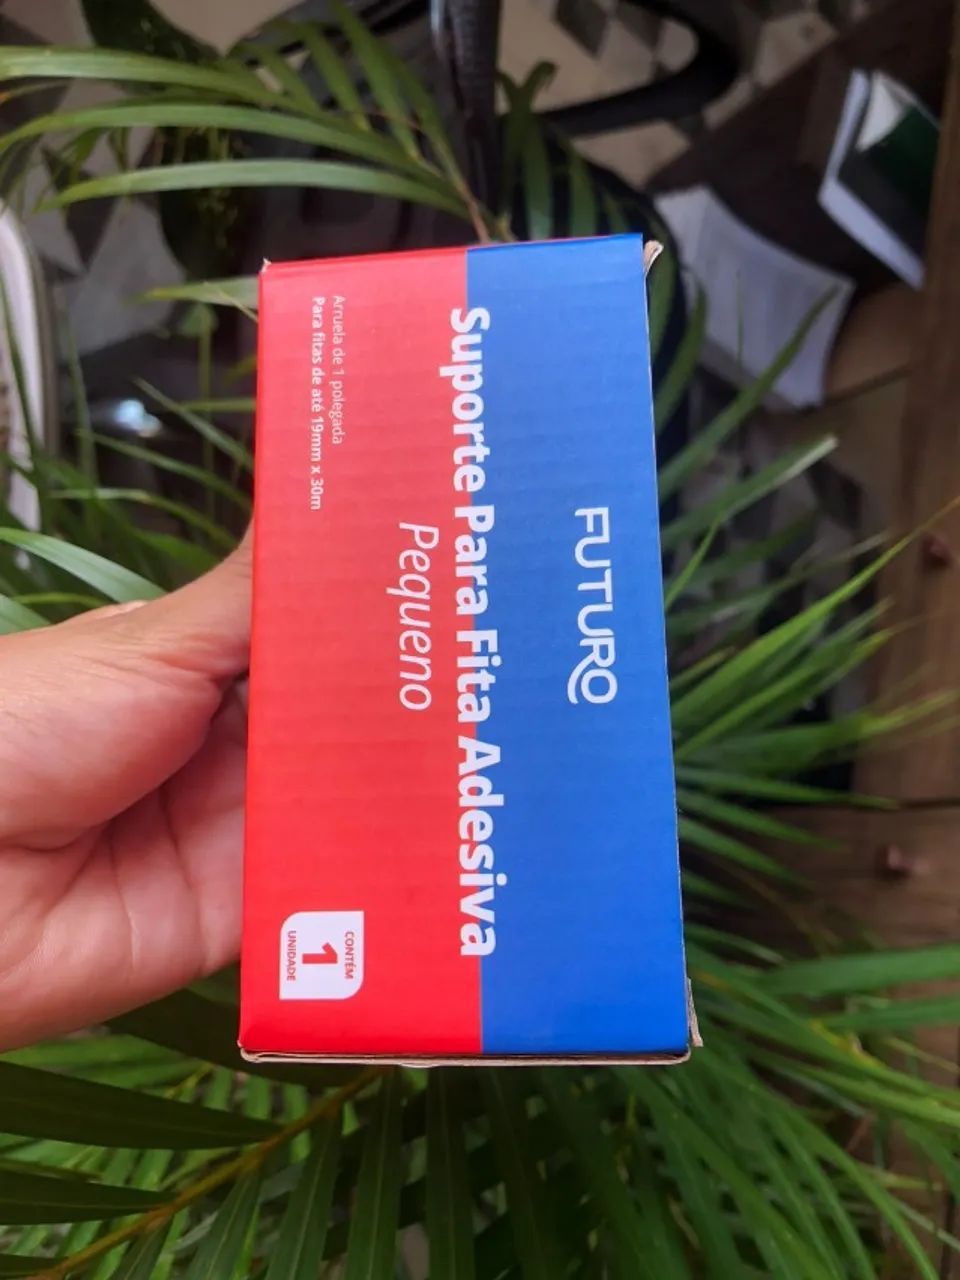 FUTURO
Suporte Para Fita Adesiva
Pequeno
Arruela de 1 polegada
Para fitas de até 19mm x 30m
CONTÉM
1
UNIDADE